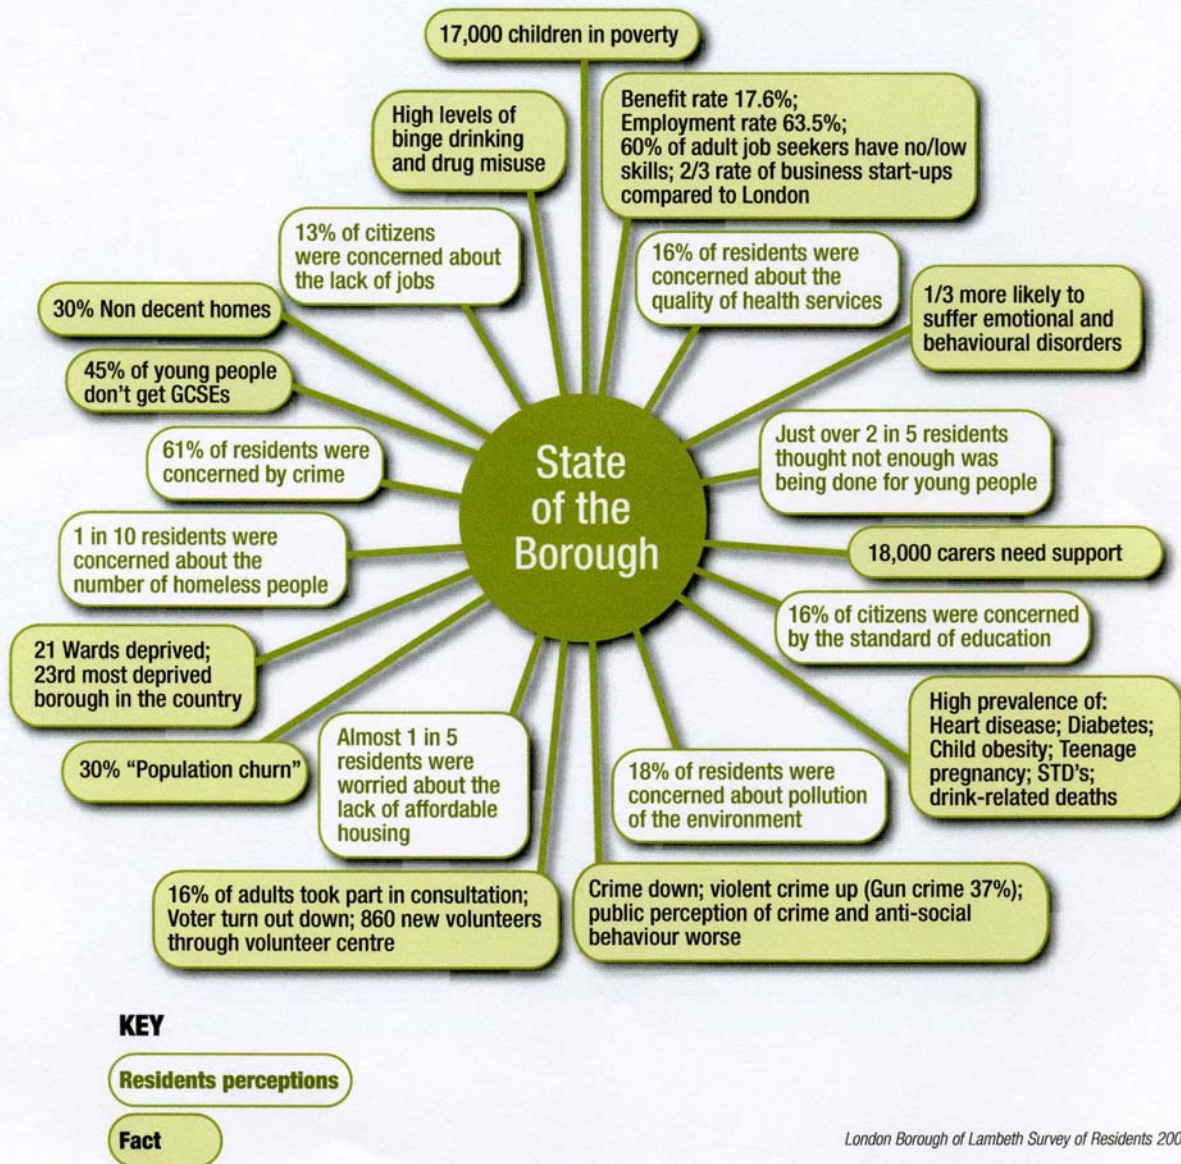 17,000 children in poverty
High levels of
binge drinking
and drug misuse
Benefit rate 17.6%;
Employment rate 63.5%;
60% of adult job seekers have no/low
skills; 2/3 rate of business start-ups
compared to London
13% of citizens
were concerned about
the lack of jobs
16% of residents were
concerned about the
quality of health services
1/3 more likely to
suffer emotional and
behavioural disorders
30% Non decent homes
45% of young people
don't get GCSEs
61% of residents were
concerned by crime
State
of the
Borough
Just over 2 in 5 residents
thought not enough was
being done for young people
1 in 10 residents were
concerned about the
number of homeless people
18,000 carers need support
16% of citizens were concerned
by the standard of education
21 Wards deprived;
23rd most deprived
borough in the country
High prevalence of:
Heart disease; Diabetes;
Child obesity; Teenage
pregnancy; STD's;
drink-related deaths
30% "Population churn"
Almost 1 in 5
residents were
worried about the
lack of affordable
housing
18% of residents were
concerned about pollution
of the environment
16% of adults took part in consultation;
Voter turn out down; 860 new volunteers
through volunteer centre
Crime down; violent crime up (Gun crime 37%);
public perception of crime and anti-social
behaviour worse
KEY
Residents perceptions
Fact
London Borough of Lambeth Survey of Residents